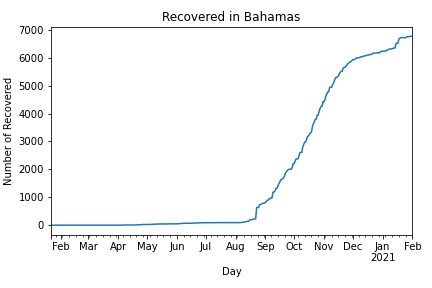 Recovered in Bahamas
Number of Recovered
7000
6000
5000
4000
3000
2000
1000
0
Feb Mar Apr May Jun Jul Aug Sep Oct Nov Dec Jan Feb
2021
Day